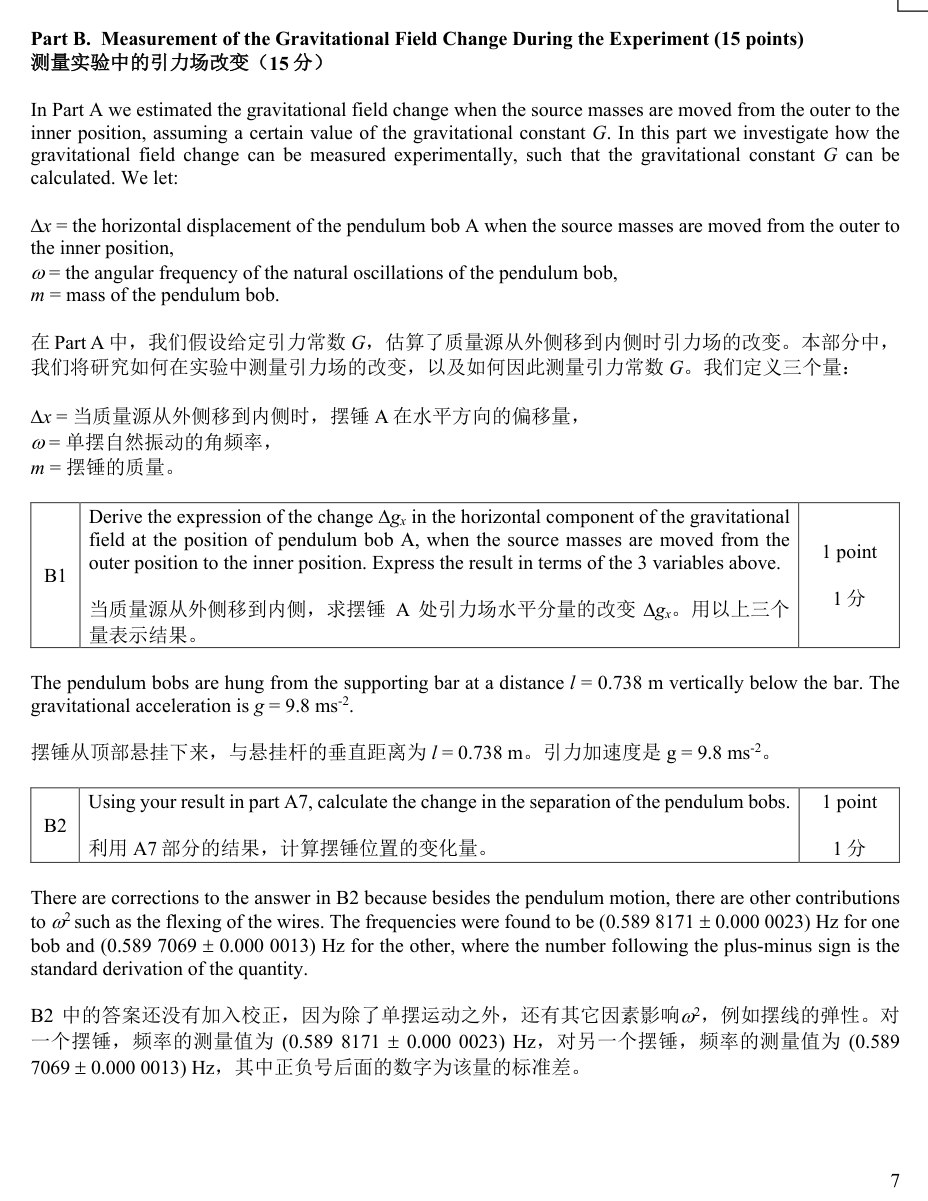 Part B. Measurement of the Gravitational Field Change During the Experiment (15 points)
测量实验中的引力场改变（15 分）
In Part A we estimated the gravitational field change when the source masses are moved from the outer to the
inner position, assuming a certain value of the gravitational constant G. In this part we investigate how the
gravitational field change can be measured experimentally, such that the gravitational constant G can be
calculated. We let:
Δx = the horizontal displacement of the pendulum bob A when the source masses are moved from the outer to
the inner position,
ω = the angular frequency of the natural oscillations of the pendulum bob,
m = mass of the pendulum bob.
在 Part A 中，我们假设给定引力常数 G，估算了质量源从外侧移到内侧时引力场的改变。本部分中，
我们将研究如何在实验中测量引力场的改变，以及如何因此测量引力常数 G。我们定义三个量：
Δx = 当质量源从外侧移到内侧时，摆锤 A 在水平方向的偏移量，
ω = 单摆自然振动的角频率，
m = 摆锤的质量。
B1
Derive the expression of the change Δgₓ in the horizontal component of the gravitational
field at the position of pendulum bob A, when the source masses are moved from the
outer position to the inner position. Express the result in terms of the 3 variables above.
当质量源从外侧移到内侧，求摆锤 A 处引力场水平分量的改变 Δgₓ。用以上三个
量表示结果。
1 point
1 分
The pendulum bobs are hung from the supporting bar at a distance l = 0.738 m vertically below the bar. The
gravitational acceleration is g = 9.8 ms⁻².
摆锤从顶部悬挂下来，与悬挂杆的垂直距离为 l = 0.738 m。引力加速度是 g = 9.8 ms⁻²。
B2
Using your result in part A7, calculate the change in the separation of the pendulum bobs.
利用 A7 部分的结果，计算摆锤位置的变化量。
1 point
1 分
There are corrections to the answer in B2 because besides the pendulum motion, there are other contributions
to ω² such as the flexing of the wires. The frequencies were found to be (0.589 8171 ± 0.000 0023) Hz for one
bob and (0.589 7069 ± 0.000 0013) Hz for the other, where the number following the plus-minus sign is the
standard derivation of the quantity.
B2 中的答案还没有加入校正，因为除了单摆运动之外，还有其它因素影响ω²，例如摆线的弹性。对
一个摆锤，频率的测量值为 (0.589 8171 ± 0.000 0023) Hz，对另一个摆锤，频率的测量值为 (0.589
7069 ± 0.000 0013) Hz，其中正负号后面的数字为该量的标准差。
7